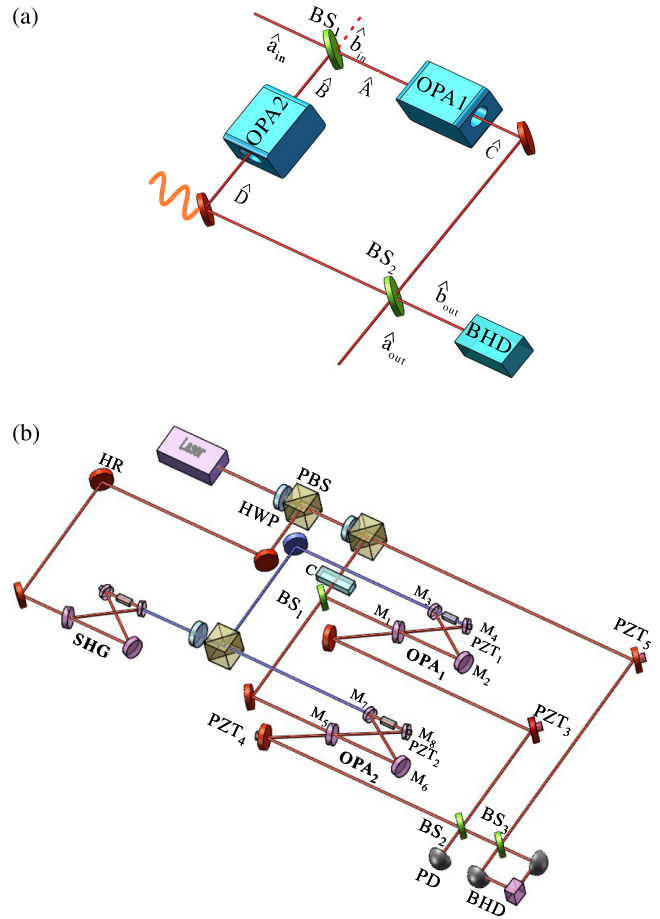 (a)
BS₁
b̂ᵢₙ
âᵢₙ
B̂
Â
OPA1
OPA2
Ĉ
D̂
BS₂
b̂ₒᵤₜ
BHD
âₒᵤₜ
(b)
Laser
HR
PBS
HWP
C
BS₁
M₃
M₁
M₄
PZT₁
OPA₁
M₂
PZT₅
SHG
M₇
PZT₃
M₅
M₈
PZT₄
PZT₂
OPA₂
M₆
BS₂
BS₃
PD
BHD